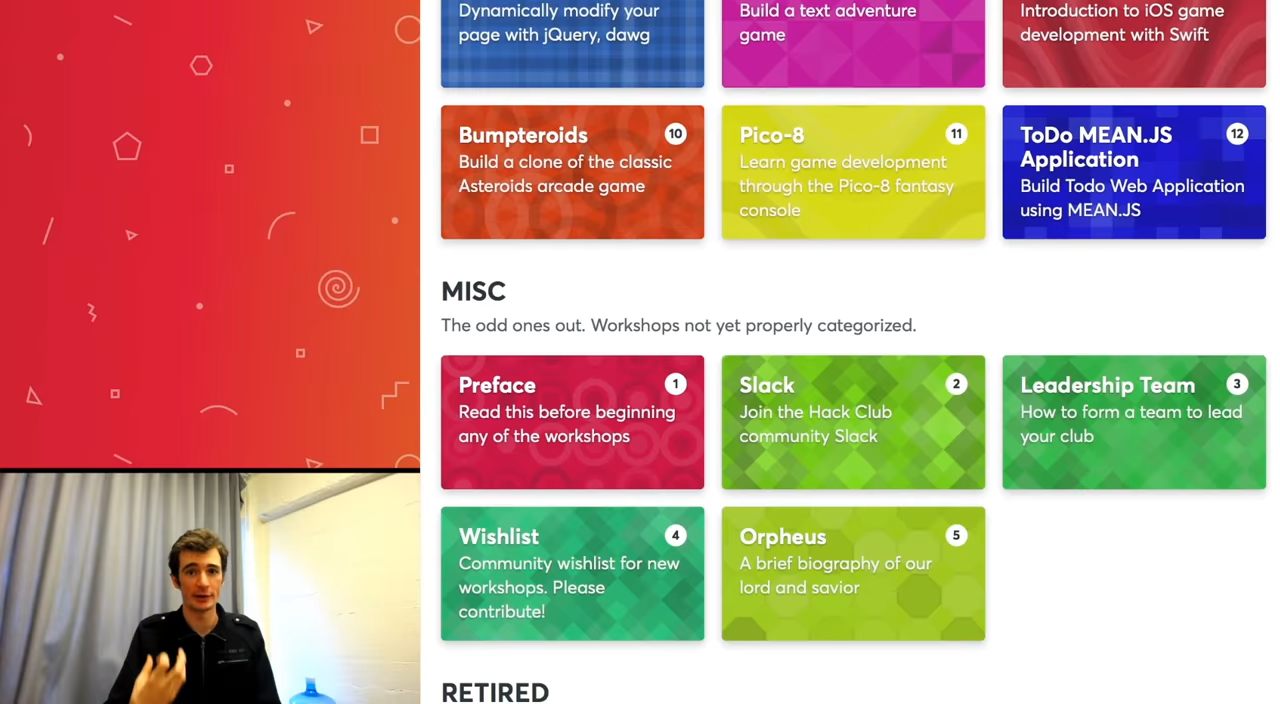 Dynamically modify your
page with jQuery, dawg
Build a text adventure
game
Introduction to iOS game
development with Swift
Bumpteroids
10
Build a clone of the classic
Asteroids arcade game
Pico-8
11
Learn game development
through the Pico-8 fantasy
console
ToDo MEAN.JS
Application
12
Build Todo Web Application
using MEAN.JS
MISC
The odd ones out. Workshops not yet properly categorized.
Preface
1
Read this before beginning
any of the workshops
Slack
2
Join the Hack Club
community Slack
Leadership Team
3
How to form a team to lead
your club
Wishlist
4
Community wishlist for new
workshops. Please
contribute!
Orpheus
5
A brief biography of our
lord and savior
RETIRED